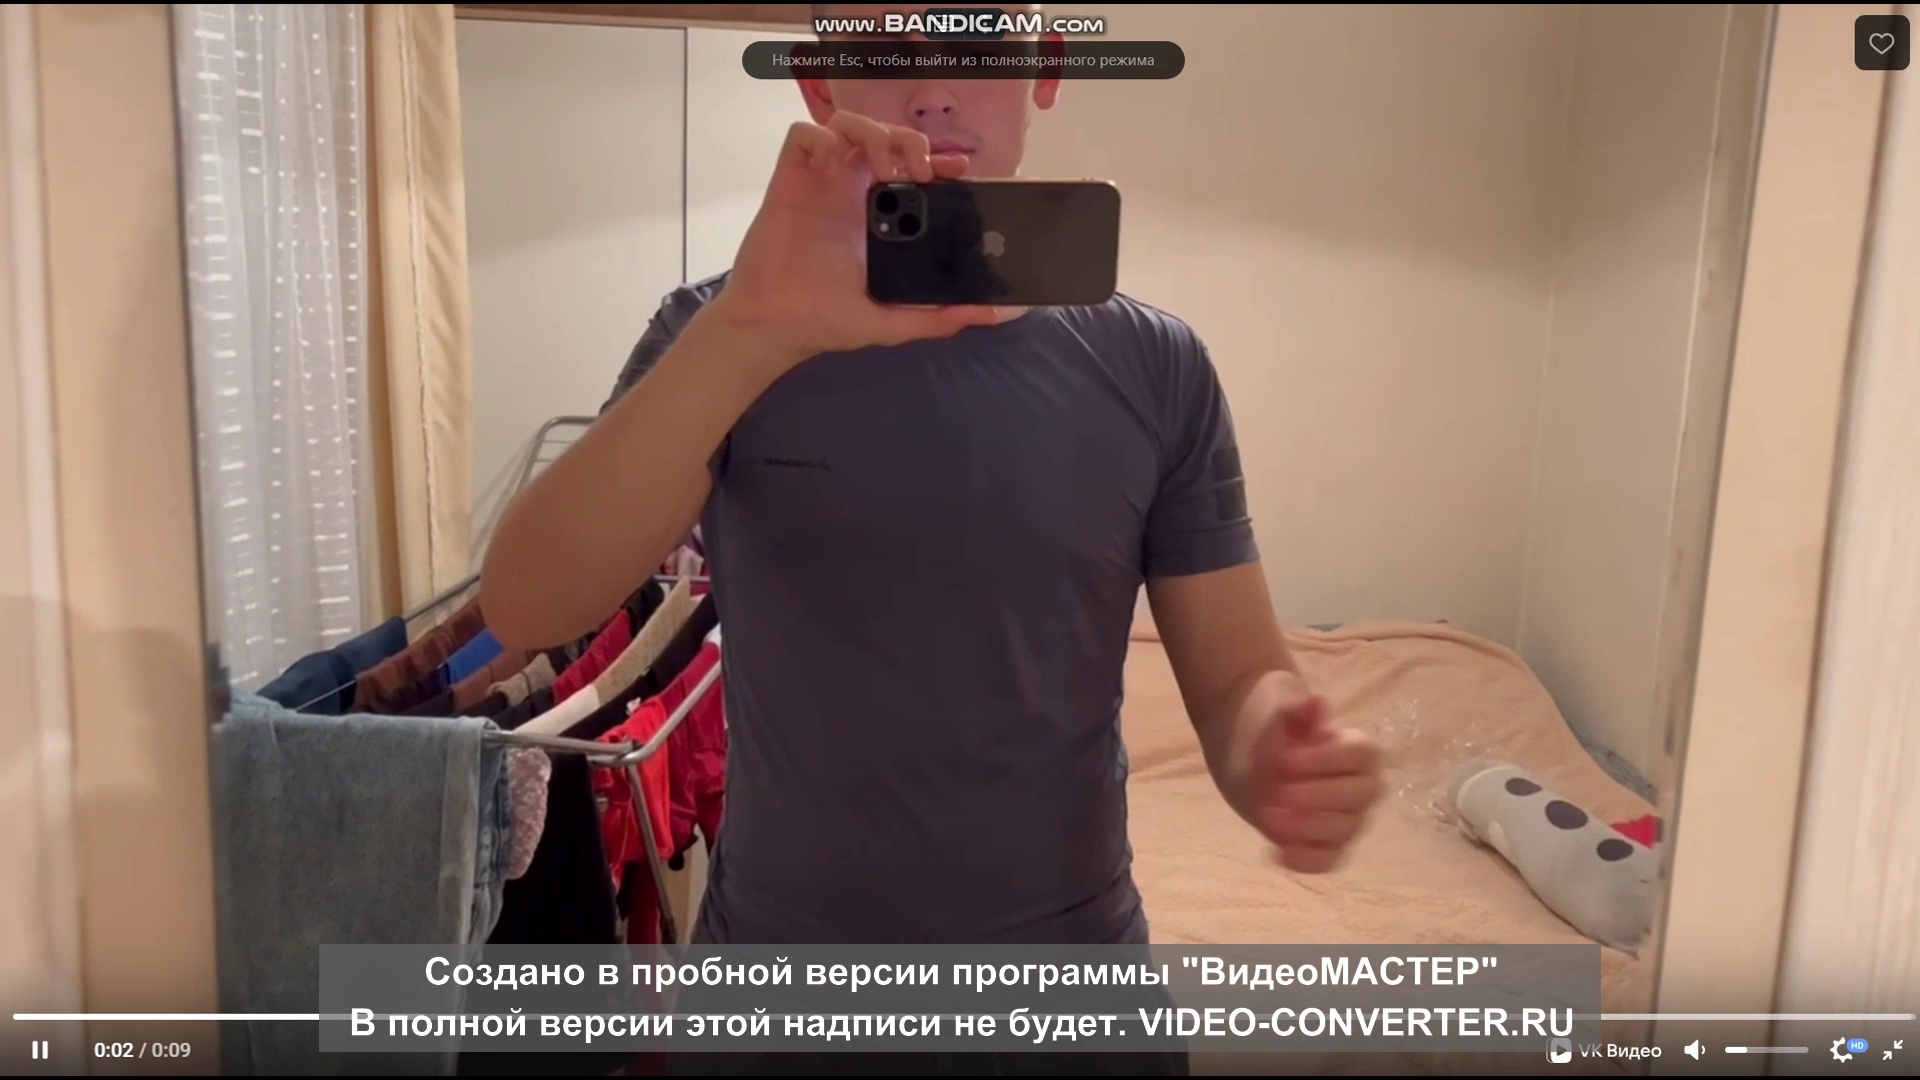 www.BANDICAM.com
Нажмите Esc, чтобы выйти из полноэкранного режима
Создано в пробной версии программы "ВидеоМАСТЕР"
В полной версии этой надписи не будет. VIDEO-CONVERTER.RU
0:02 / 0:09
VK Видео
HD